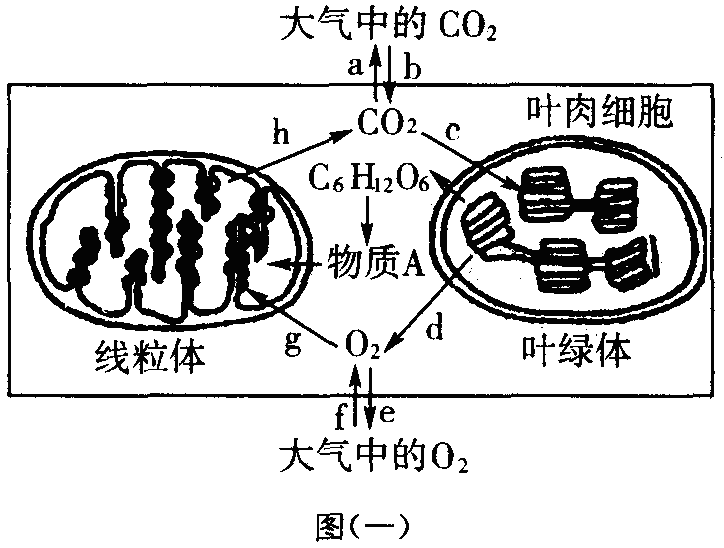 大气中的 CO2
a b
叶肉细胞
h CO2 c
C6H12O6
物质A
线粒体 g O2 d 叶绿体
f e
大气中的O2
图(一)